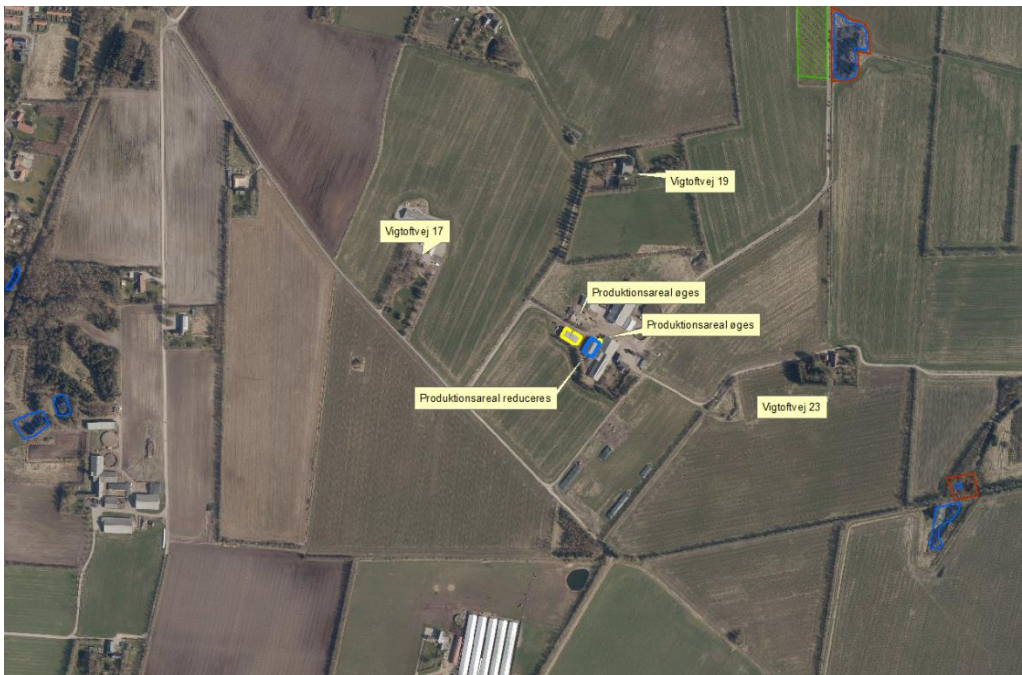 Vigtoftvej 19
Vigtoftvej 17
Produktionsareal øges
Produktionsareal øges
Produktionsareal reduceres
Vigtoftvej 23